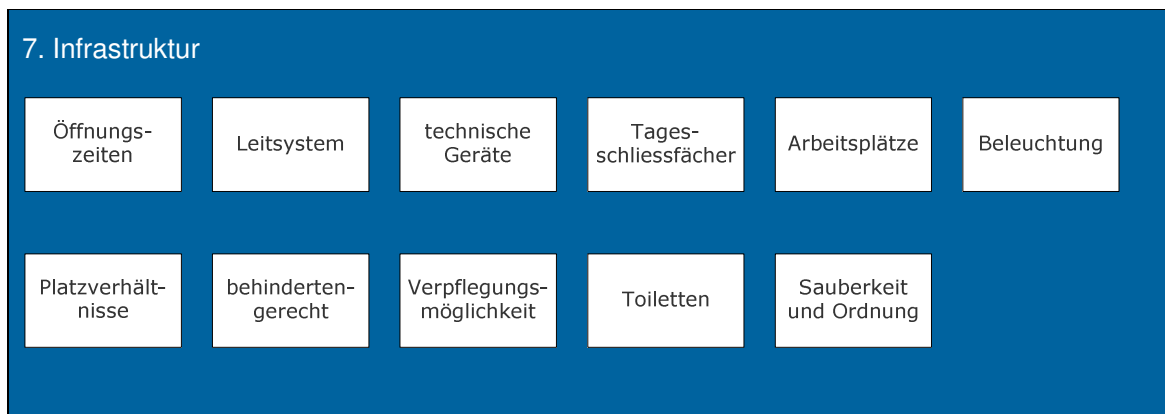 7. Infrastruktur
Öffnungs-
zeiten
Leitsystem
technische
Geräte
Tages-
schliessfächer
Arbeitsplätze
Beleuchtung
Platzverhält-
nisse
behinderten-
gerecht
Verpflegungs-
möglichkeit
Toiletten
Sauberkeit
und Ordnung